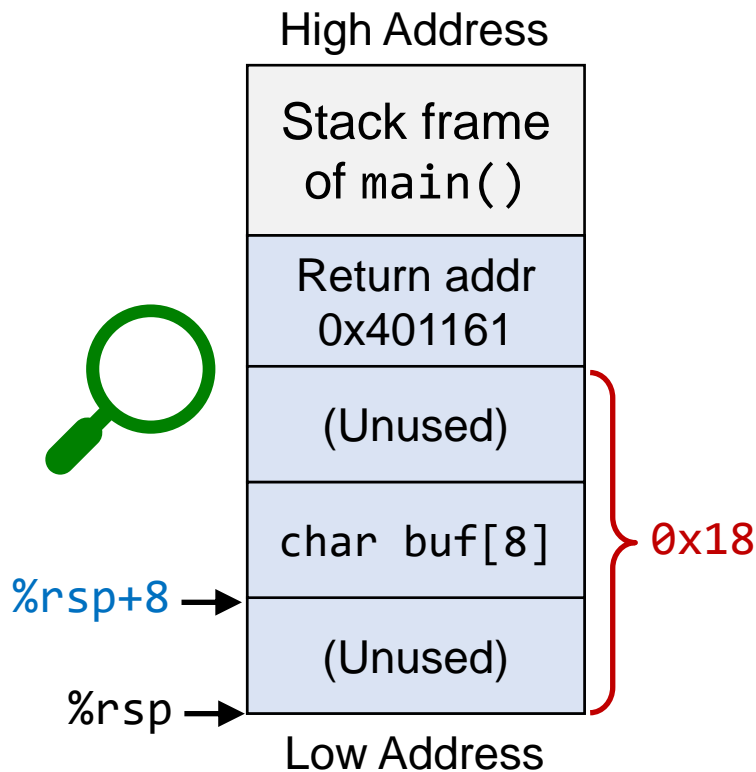 High Address
Stack frame
of main()
Return addr
0x401161
(Unused)
char buf[8]
0x18
%rsp+8
(Unused)
%rsp
Low Address